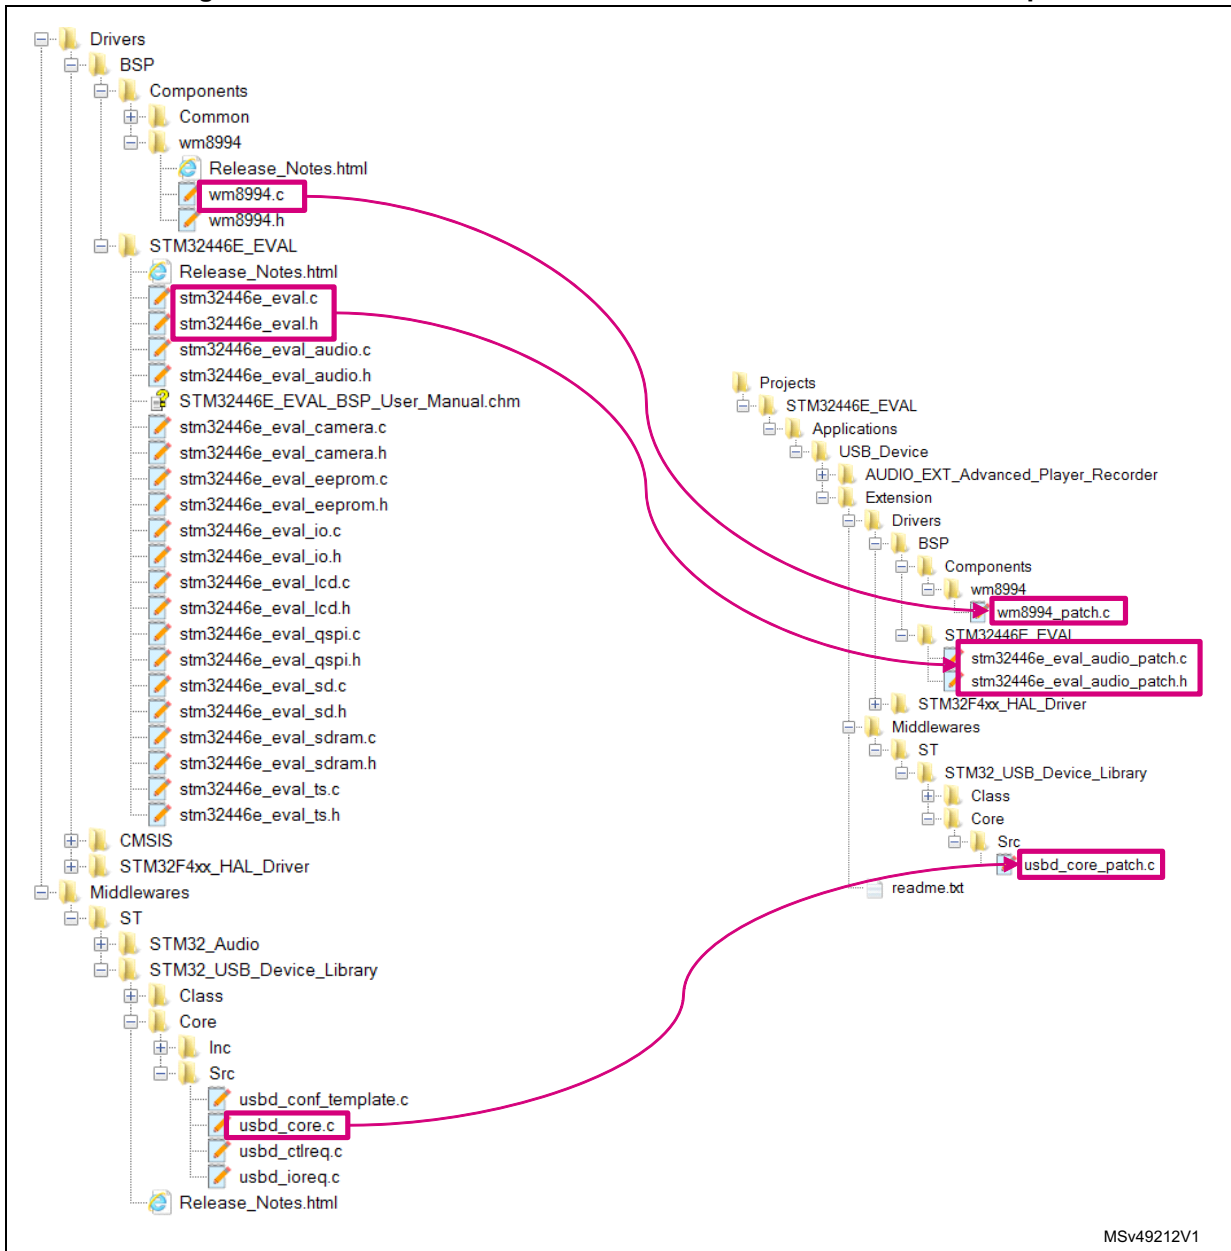 Drivers
BSP
Components
Common
wm8994
Release_Notes.html
wm8994.c
wm8994.h
STM32446E_EVAL
Release_Notes.html
stm32446e_eval.c
stm32446e_eval.h
stm32446e_eval_audio.c
stm32446e_eval_audio.h
STM32446E_EVAL_BSP_User_Manual.chm
stm32446e_eval_camera.c
stm32446e_eval_camera.h
stm32446e_eval_eeprom.c
stm32446e_eval_eeprom.h
stm32446e_eval_io.c
stm32446e_eval_io.h
stm32446e_eval_lcd.c
stm32446e_eval_lcd.h
stm32446e_eval_qspi.c
stm32446e_eval_qspi.h
stm32446e_eval_sd.c
stm32446e_eval_sd.h
stm32446e_eval_sdram.c
stm32446e_eval_sdram.h
stm32446e_eval_ts.c
stm32446e_eval_ts.h
CMSIS
STM32F4xx_HAL_Driver
Middlewares
ST
STM32_Audio
STM32_USB_Device_Library
Class
Core
Inc
Src
usbd_conf_template.c
usbd_core.c
usbd_ctlreq.c
usbd_ioreq.c
Release_Notes.html
Projects
STM32446E_EVAL
Applications
USB_Device
AUDIO_EXT_Advanced_Player_Recorder
Extension
Drivers
BSP
Components
wm8994
wm8994_patch.c
STM32446E_EVAL
stm32446e_eval_audio_patch.c
stm32446e_eval_audio_patch.h
STM32F4xx_HAL_Driver
Middlewares
ST
STM32_USB_Device_Library
Class
Core
Src
usbd_core_patch.c
readme.txt
MSv49212V1